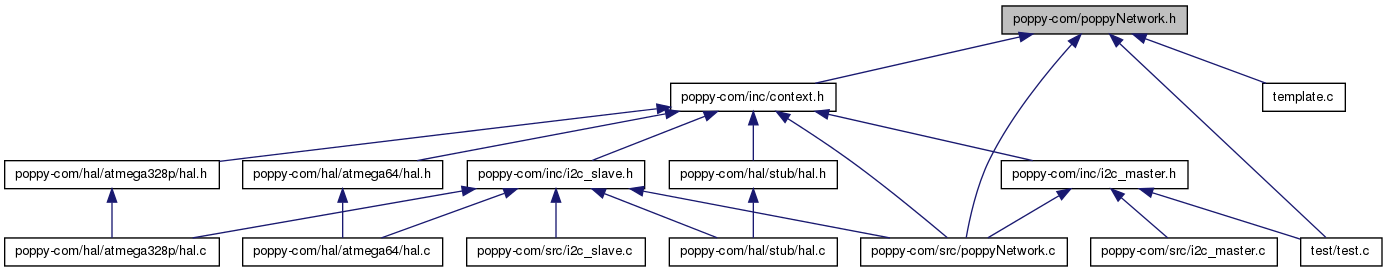 poppy-com/poppyNetwork.h
poppy-com/inc/context.h
template.c
poppy-com/hal/atmega328p/hal.h
poppy-com/hal/atmega64/hal.h
poppy-com/inc/i2c_slave.h
poppy-com/hal/stub/hal.h
poppy-com/inc/i2c_master.h
poppy-com/hal/atmega328p/hal.c
poppy-com/hal/atmega64/hal.c
poppy-com/src/i2c_slave.c
poppy-com/hal/stub/hal.c
poppy-com/src/poppyNetwork.c
poppy-com/src/i2c_master.c
test/test.c